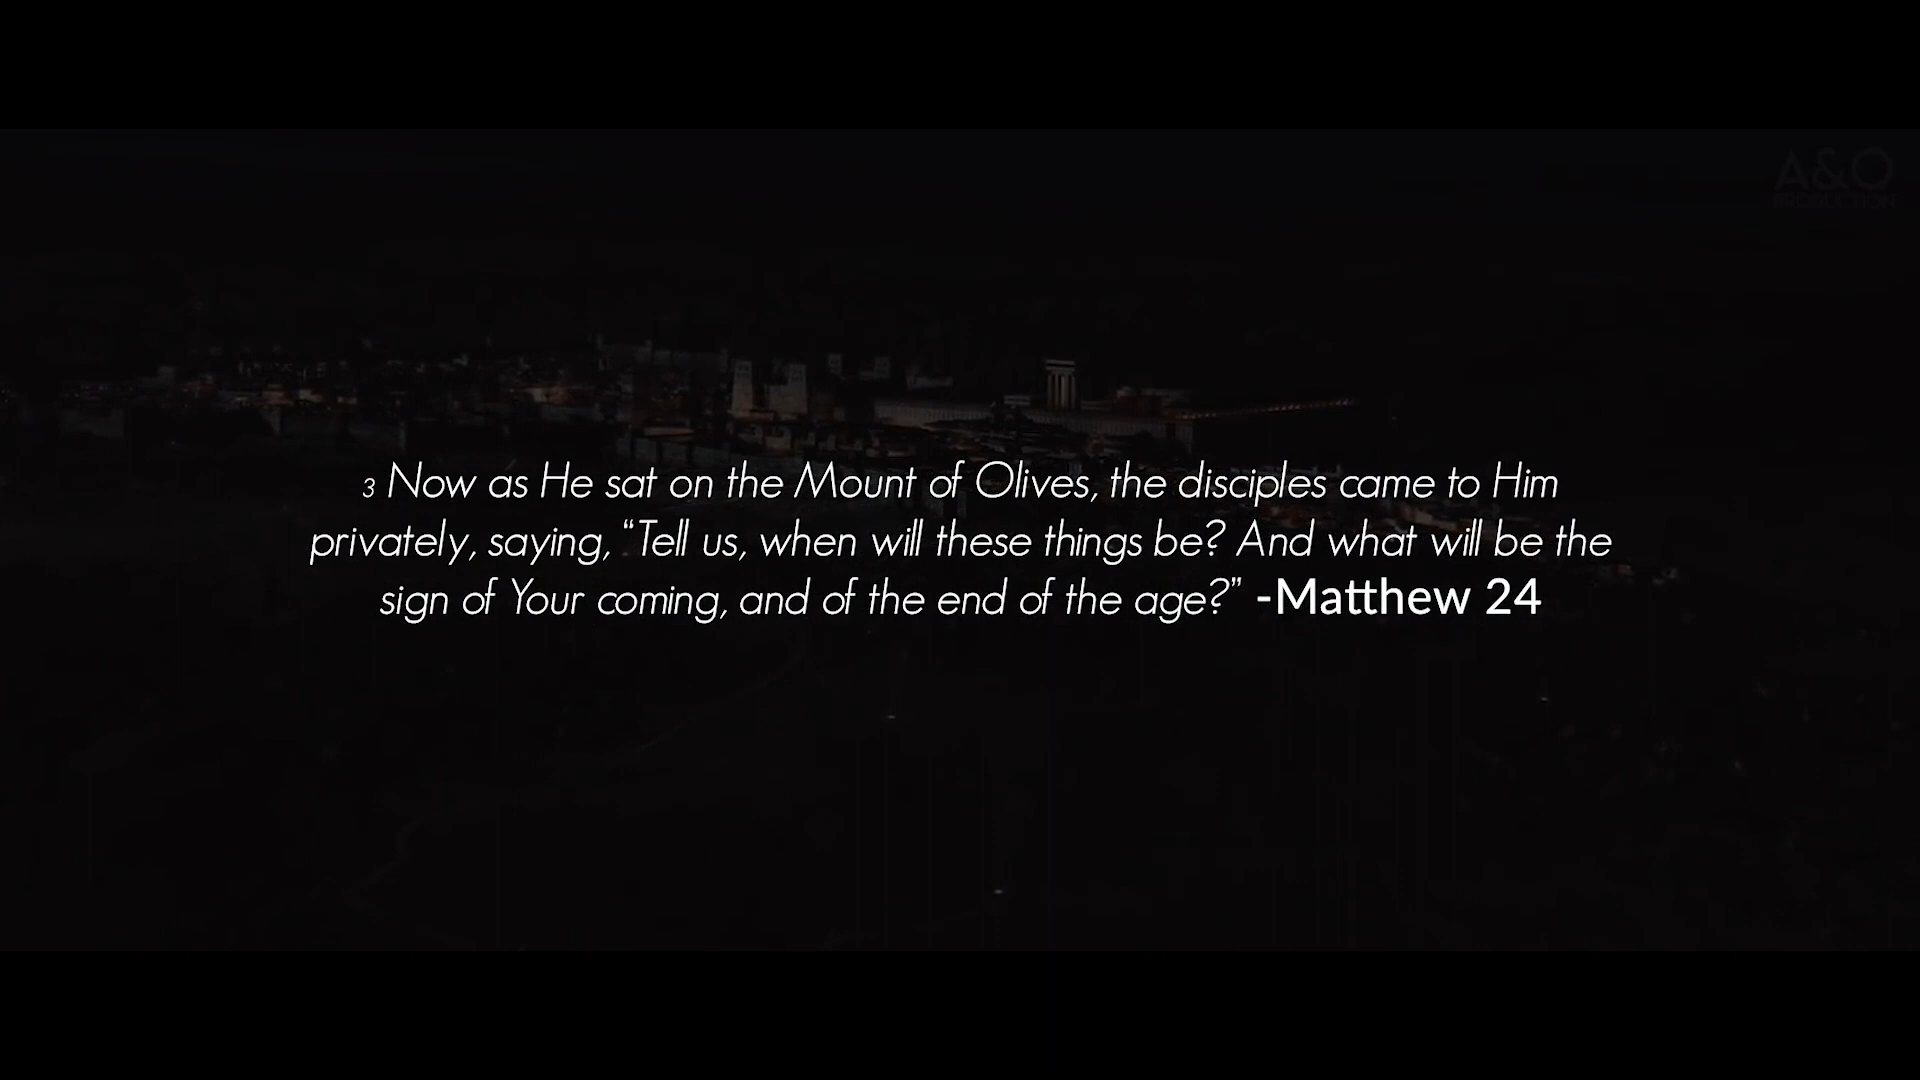 A&O
PRODUCTION
3 Now as He sat on the Mount of Olives, the disciples came to Him
privately, saying, “Tell us, when will these things be? And what will be the
sign of Your coming, and of the end of the age?” -Matthew 24